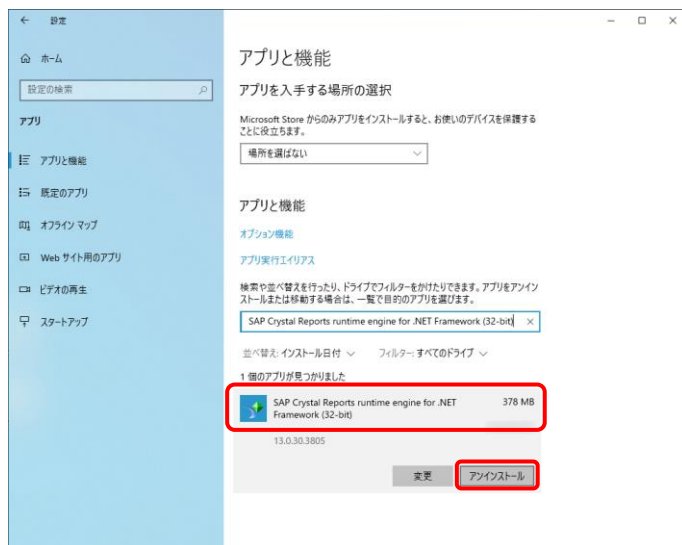 設定
ホーム
設定の検索
アプリ
アプリと機能
既定のアプリ
オフライン マップ
Web サイト用のアプリ
ビデオの再生
スタートアップ
アプリと機能
アプリを入手する場所の選択
Microsoft Store からのみアプリをインストールすると、お使いのデバイスを保護する
ことに役立ちます。
場所を選ばない
アプリと機能
オプション機能
アプリ実行エイリアス
検索や並べ替えを行ったり、ドライブでフィルターをかけたりできます。アプリをアンイン
ストールまたは移動する場合は、一覧で目的のアプリを選びます。
SAP Crystal Reports runtime engine for .NET Framework (32-bit)
並べ替え: インストール日付 フィルター: すべてのドライブ
1 個のアプリが見つかりました
SAP Crystal Reports runtime engine for .NET 378 MB
Framework (32-bit)
13.0.30.3805
変更 アンインストール